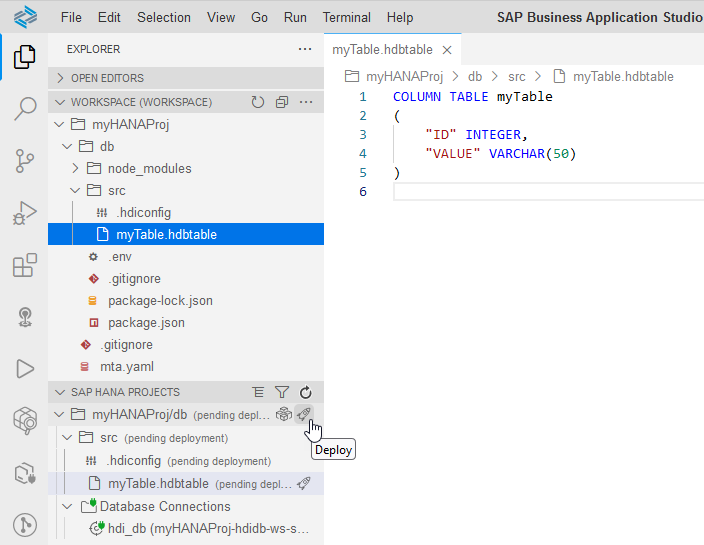 File Edit Selection View Go Run Terminal Help SAP Business Application Studio
EXPLORER
myTable.hdbtable
OPEN EDITORS
myHANAProj > db > src > myTable.hdbtable
WORKSPACE (WORKSPACE)
myHANAProj
db
node_modules
src
.hdiconfig
myTable.hdbtable
.env
.gitignore
package-lock.json
package.json
.gitignore
mta.yaml
1 COLUMN TABLE myTable
2 (
3 "ID" INTEGER,
4 "VALUE" VARCHAR(50)
5 )
6
SAP HANA PROJECTS
myHANAProj/db (pending depl...
src (pending deployment)
Deploy
.hdiconfig (pending deployment)
myTable.hdbtable (pending depl...
Database Connections
hdi_db (myHANAProj-hdidb-ws-s...